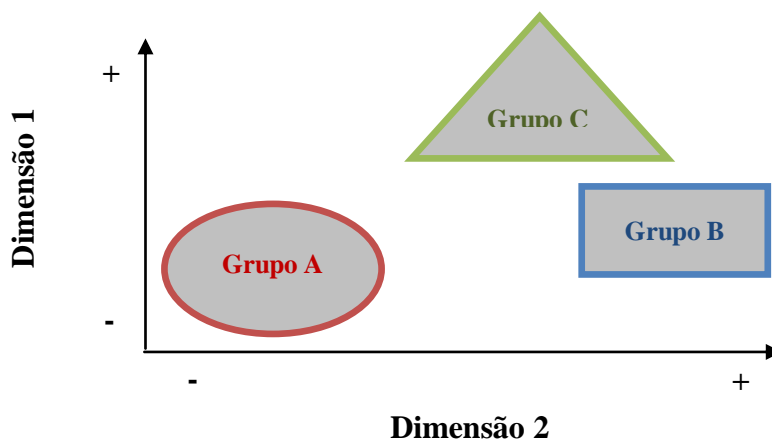 +
Dimensão 1
Grupo C
Grupo B
Grupo A
-
-
+
Dimensão 2